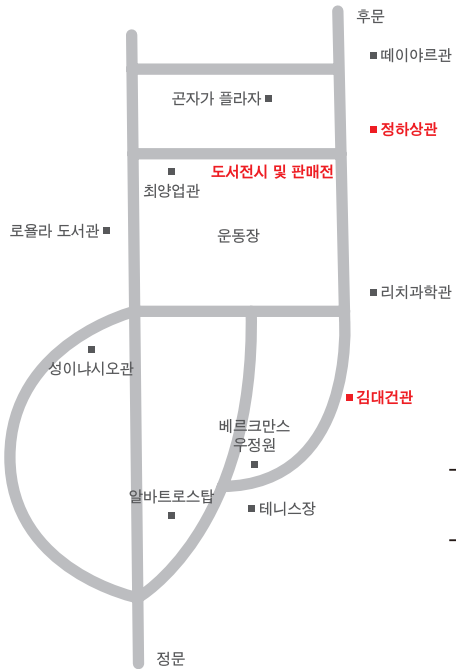 후문
떼이야르관
곤자가 플라자
정하상관
도서전시 및 판매전
최양업관
로욜라 도서관
운동장
리치과학관
성이냐시오관
김대건관
베르크만스
우정원
알바트로스탑
테니스장
정문